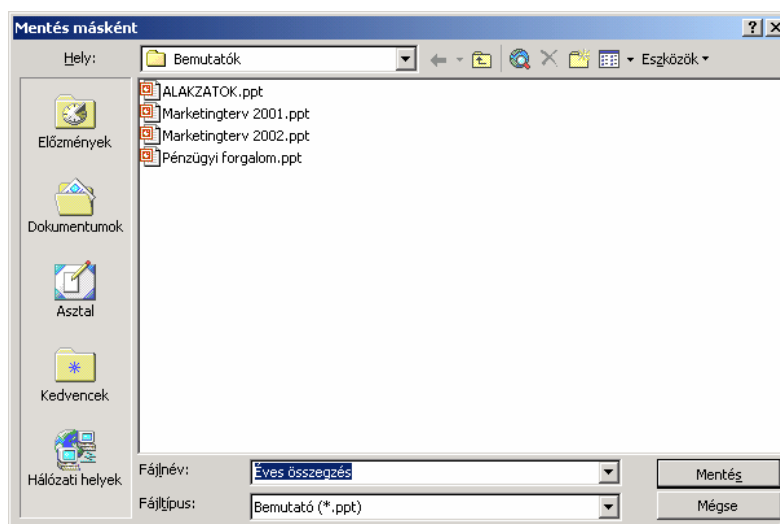 Mentés másként
Hely: Bemutatók Eszközök
ALAKZATOK.ppt
Marketingterv 2001.ppt
Marketingterv 2002.ppt
Pénzügyi forgalom.ppt
Előzmények
Dokumentumok
Asztal
Kedvencek
Hálózati helyek
Fájlnév: Éves összegzés Mentés
Fájltípus: Bemutató (*.ppt) Mégse